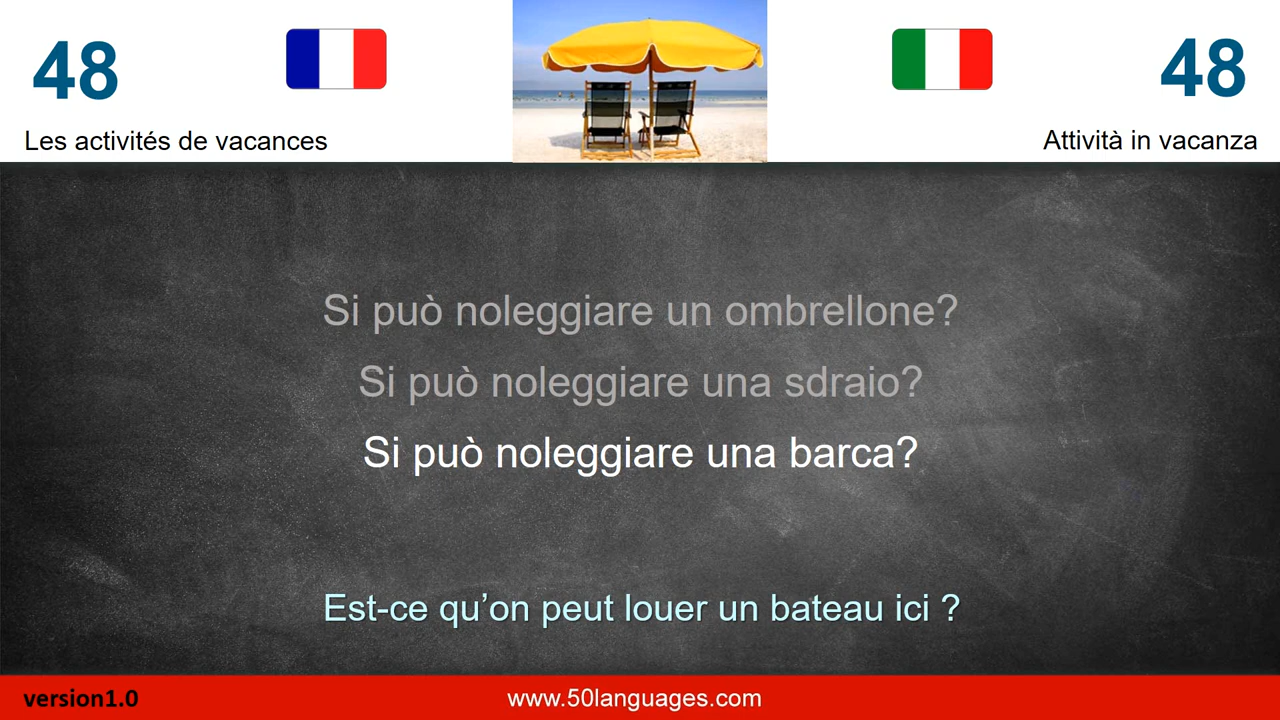 48
48
Les activités de vacances
Attività in vacanza
Si può noleggiare un ombrellone?
Si può noleggiare una sdraio?
Si può noleggiare una barca?
Est-ce qu’on peut louer un bateau ici ?
version1.0
www.50languages.com